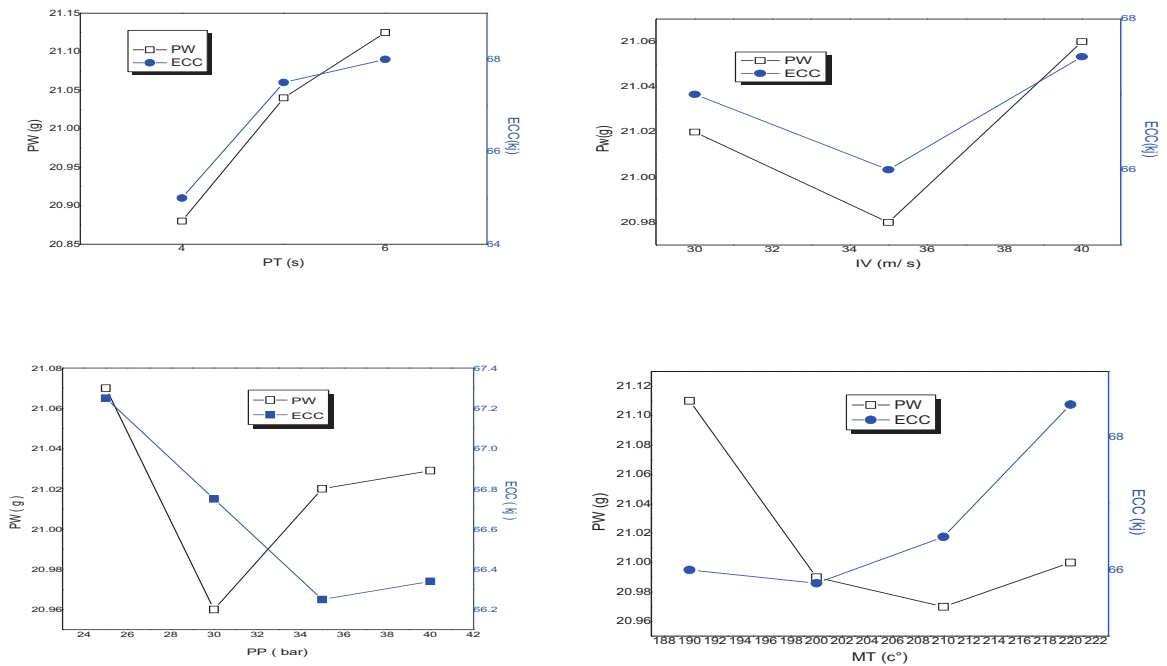 21.15
21.10
21.05
21.00
20.95
20.90
20.85
PW (g)
PW
ECC
68
66
64
ECC(kj)
4 6
PT (s)
21.06
21.04
21.02
21.00
20.98
Pw(g)
PW
ECC
68
66
ECC(kj)
30 32 34 36 38 40
IV (m/ s)
21.08
21.06
21.04
21.02
21.00
20.98
20.96
PW ( g )
PW
ECC
67.4
67.2
67.0
66.8
66.6
66.4
66.2
ECC ( kj )
24 26 28 30 32 34 36 38 40 42
PP ( bar)
21.12
21.10
21.08
21.06
21.04
21.02
21.00
20.98
20.96
PW (g)
PW
ECC
68
66
ECC (kj)
188 190 192 194 196 198 200 202 204 206 208 210 212 214 216 218 220 222
MT (c°)